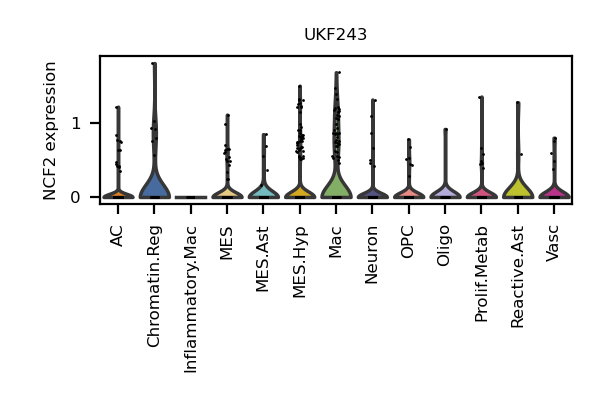 UKF243
NCF2 expression
1
0
AC
Chromatin.Reg
Inflammatory.Mac
MES
MES.Ast
MES.Hyp
Mac
Neuron
OPC
Oligo
Prolif.Metab
Reactive.Ast
Vasc